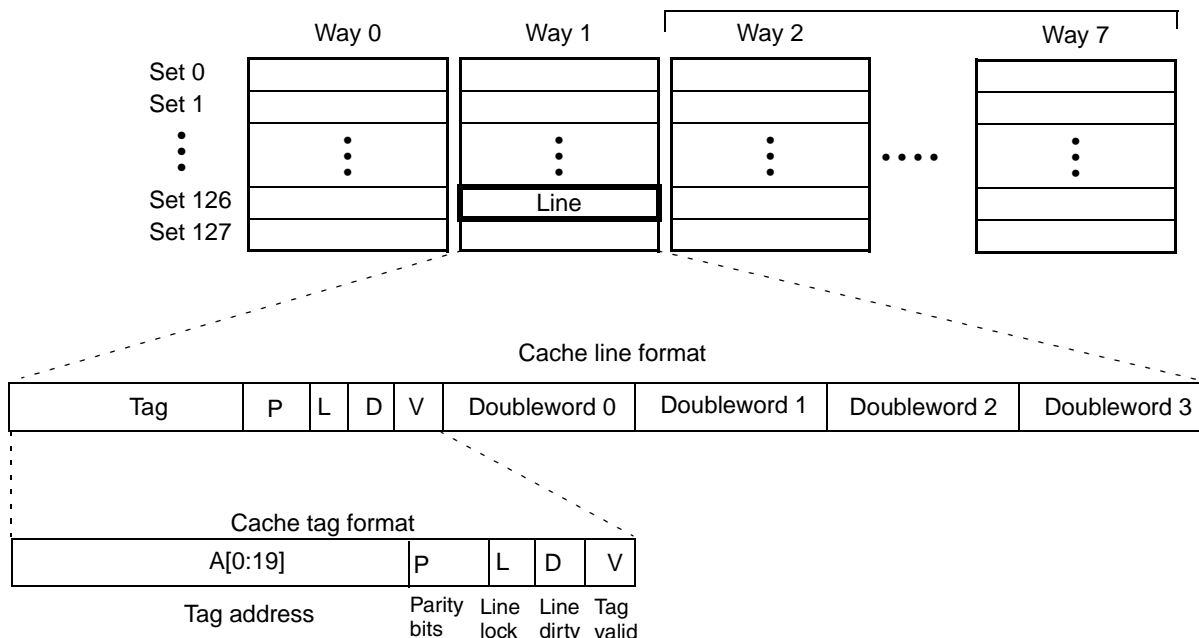 Way 0 Way 1 Way 2 Way 7
Set 0
Set 1
Set 126 Line
Set 127
Cache line format
Tag P L D V Doubleword 0 Doubleword 1 Doubleword 2 Doubleword 3
Cache tag format
A[0:19] P L D V
Tag address Parity Line Line Tag
bits lock dirty valid